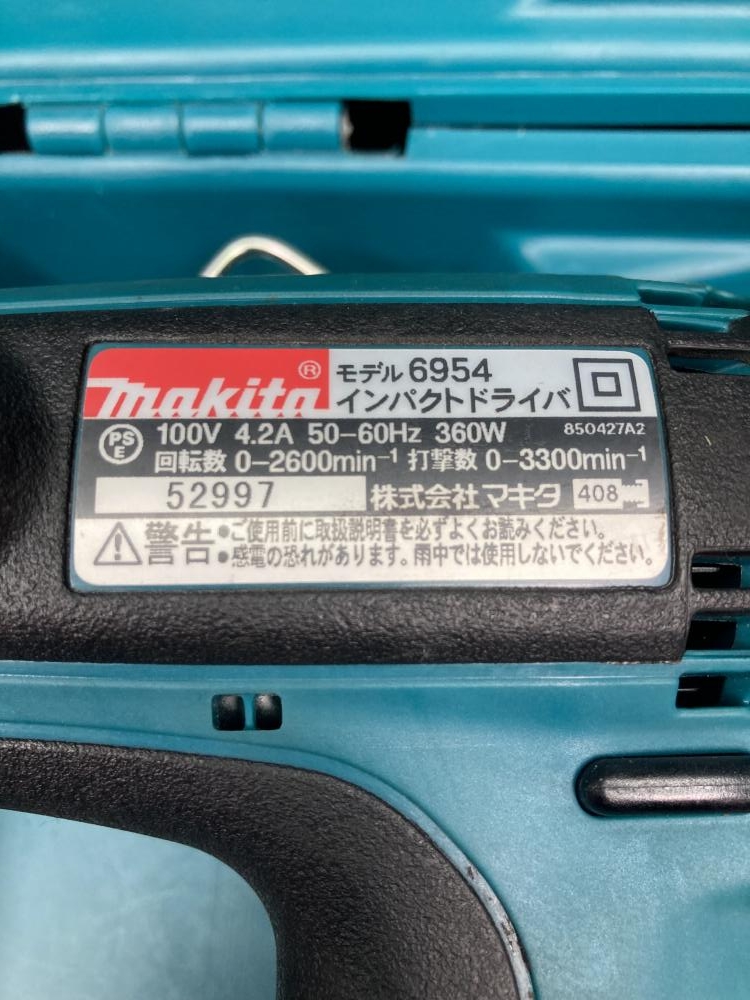 makita®
モデル 6954
インパクトドライバ
PSE 100V 4.2A 50-60Hz 360W 850427A2
回転数 0-2600min⁻¹ 打撃数 0-3300min⁻¹
52997 株式会社 マキタ 408
警告 •ご使用前に取扱説明書を必ずよくお読みください。
•感電の恐れがあります。雨中では使用しないでください。